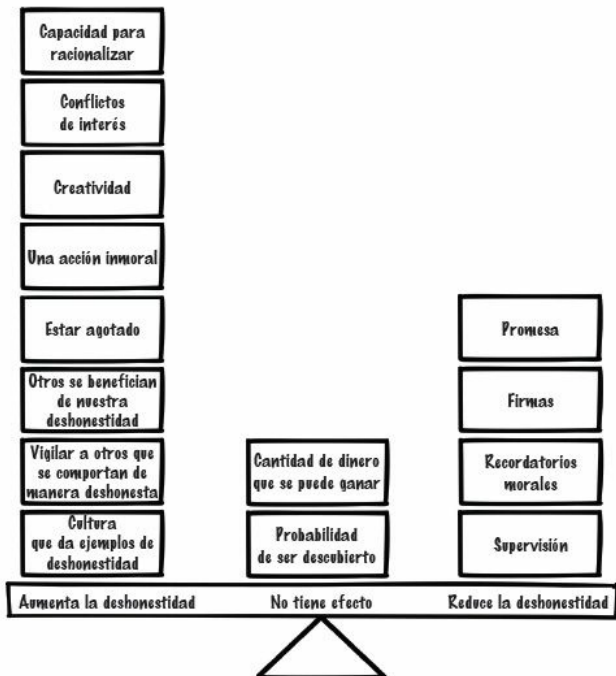 Capacidad para
racionalizar
Conflictos
de interés
Creatividad
Una acción inmoral
Estar agotado
Otros se benefician
de nuestra
deshonestidad
Vigilar a otros que
se comportan de
manera deshonesta
Cultura
que da ejemplos de
deshonestidad
Cantidad de dinero
que se puede ganar
Probabilidad
de ser descubierto
Promesa
Firmas
Recordatorios
morales
Supervisión
Aumenta la deshonestidad
No tiene efecto
Reduce la deshonestidad